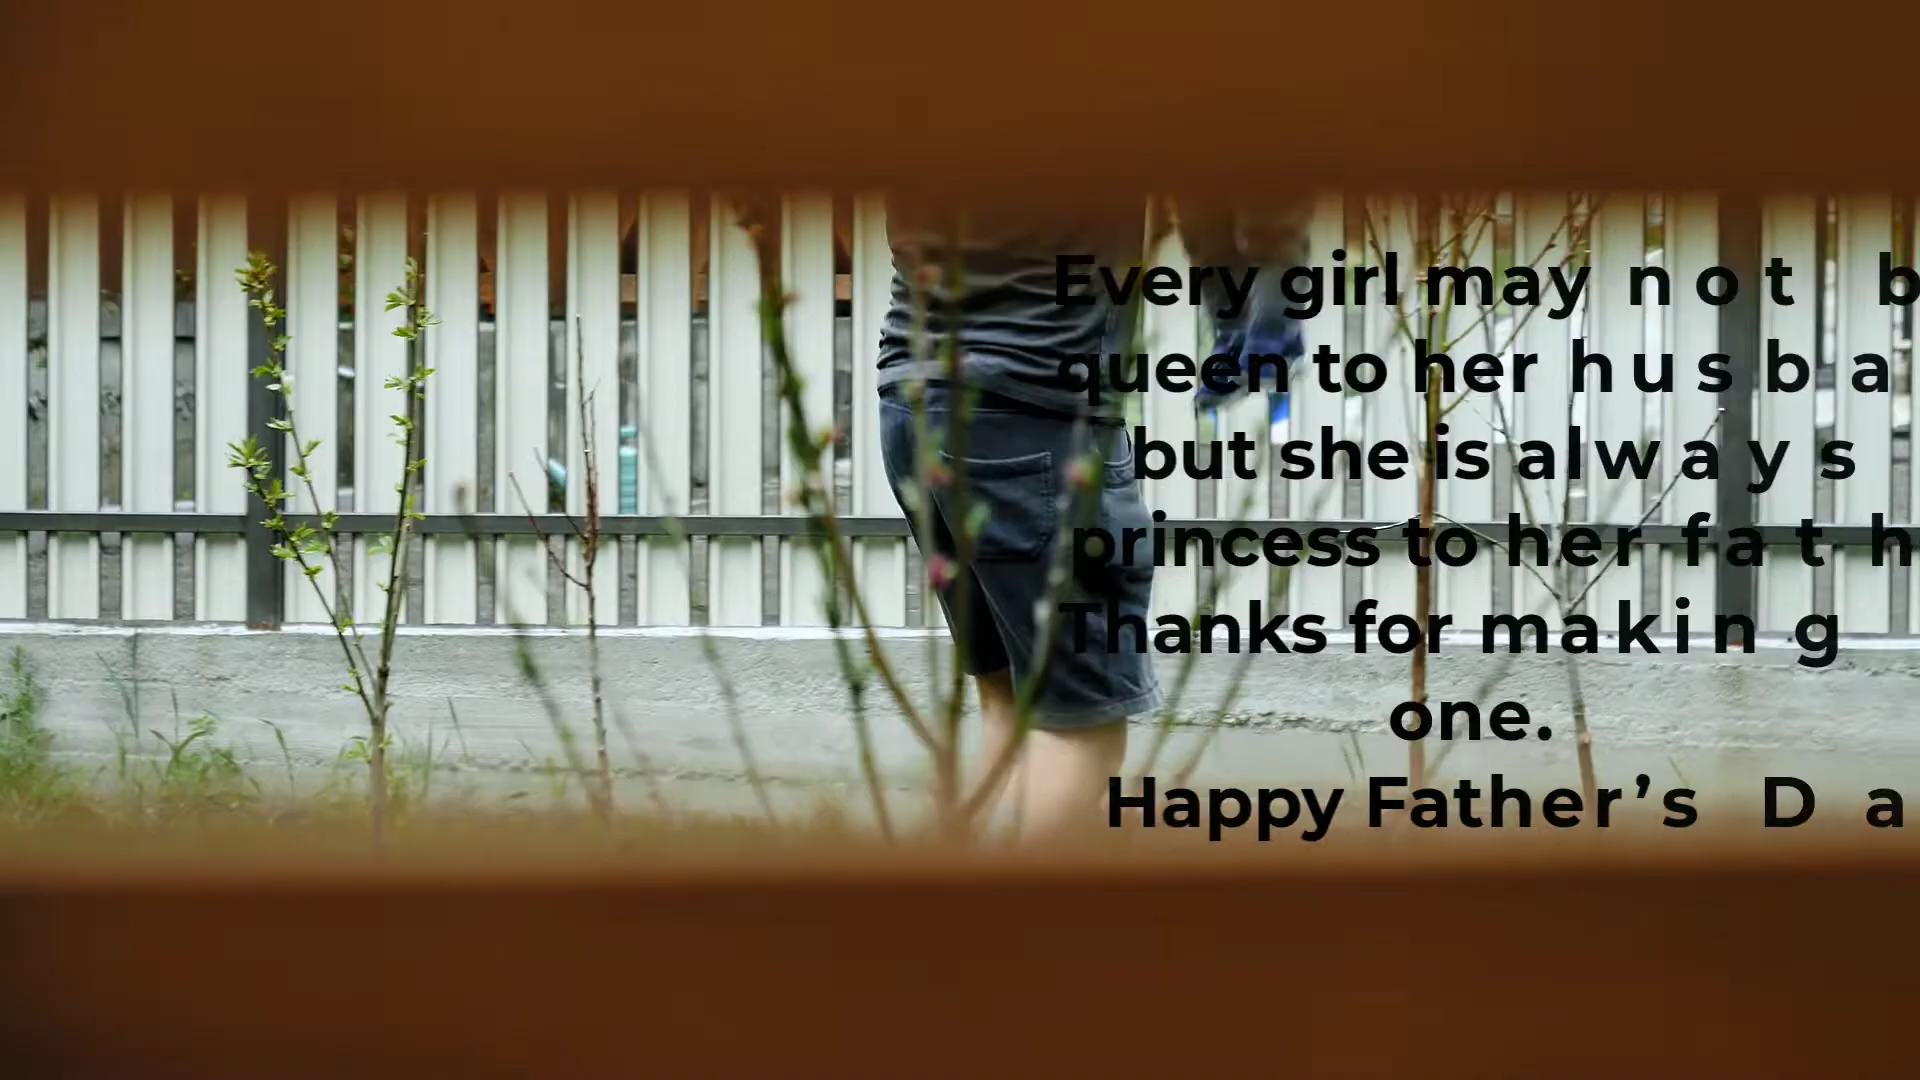 Every girl may not b
queen to her husba
but she is always
princess to her fath
Thanks for making
one.
Happy Father’s Da